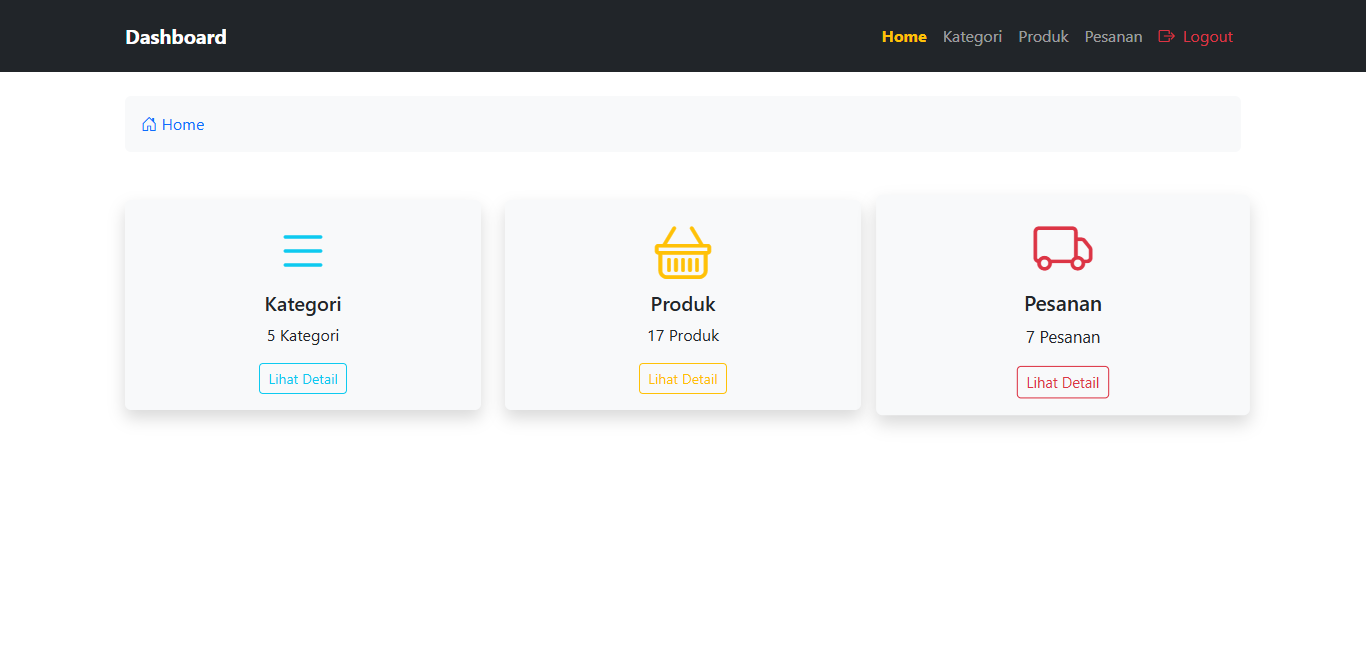 Dashboard Home Kategori Produk Pesanan Logout
Home
Kategori
5 Kategori
Lihat Detail
Produk
17 Produk
Lihat Detail
Pesanan
7 Pesanan
Lihat Detail